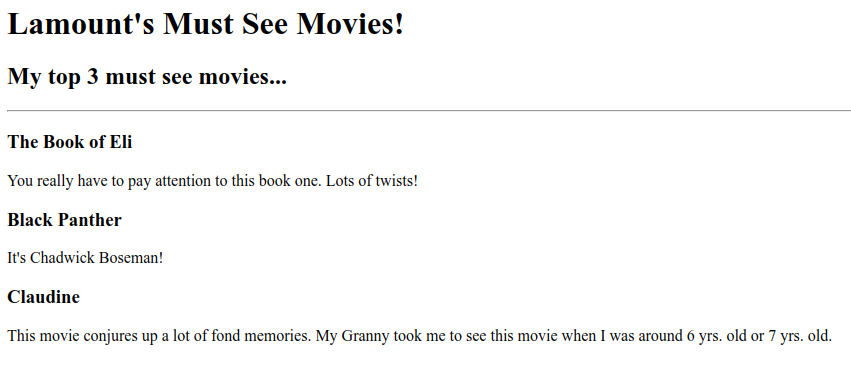 Lamount's Must See Movies!
My top 3 must see movies...
The Book of Eli
You really have to pay attention to this book one. Lots of twists!
Black Panther
It's Chadwick Boseman!
Claudine
This movie conjures up a lot of fond memories. My Granny took me to see this movie when I was around 6 yrs. old or 7 yrs. old.